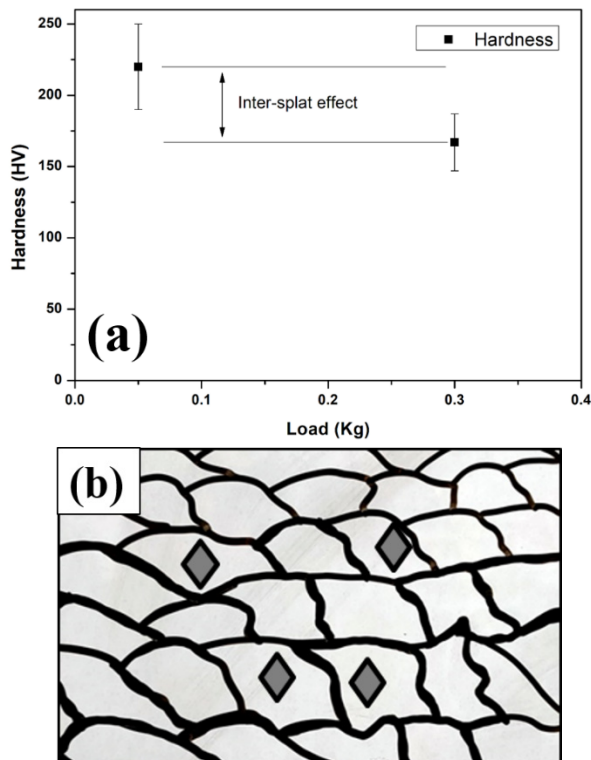 250
Hardness
200
Inter-splat effect
150
Hardness (HV)
100
50
(a)
0
0.0 0.1 0.2 0.3 0.4
Load (Kg)
(b)